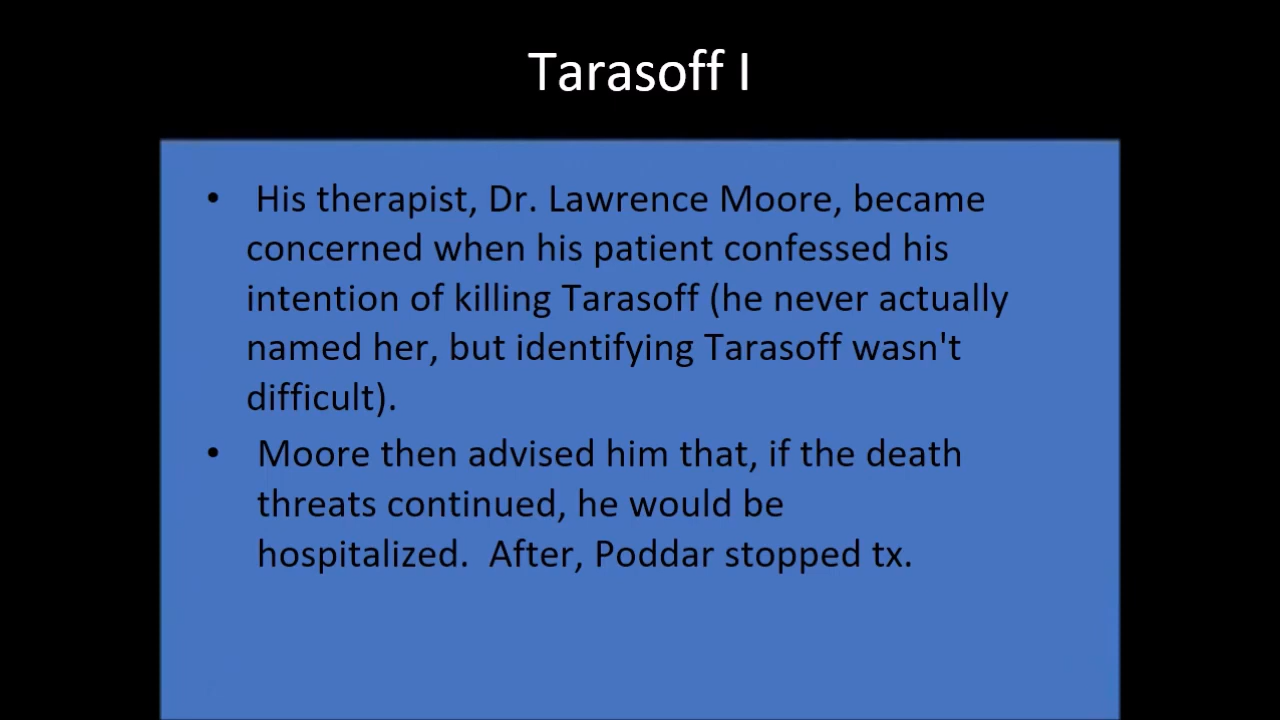 Tarasoff I
• His therapist, Dr. Lawrence Moore, became
concerned when his patient confessed his
intention of killing Tarasoff (he never actually
named her, but identifying Tarasoff wasn't
difficult).
• Moore then advised him that, if the death
threats continued, he would be
hospitalized.  After, Poddar stopped tx.